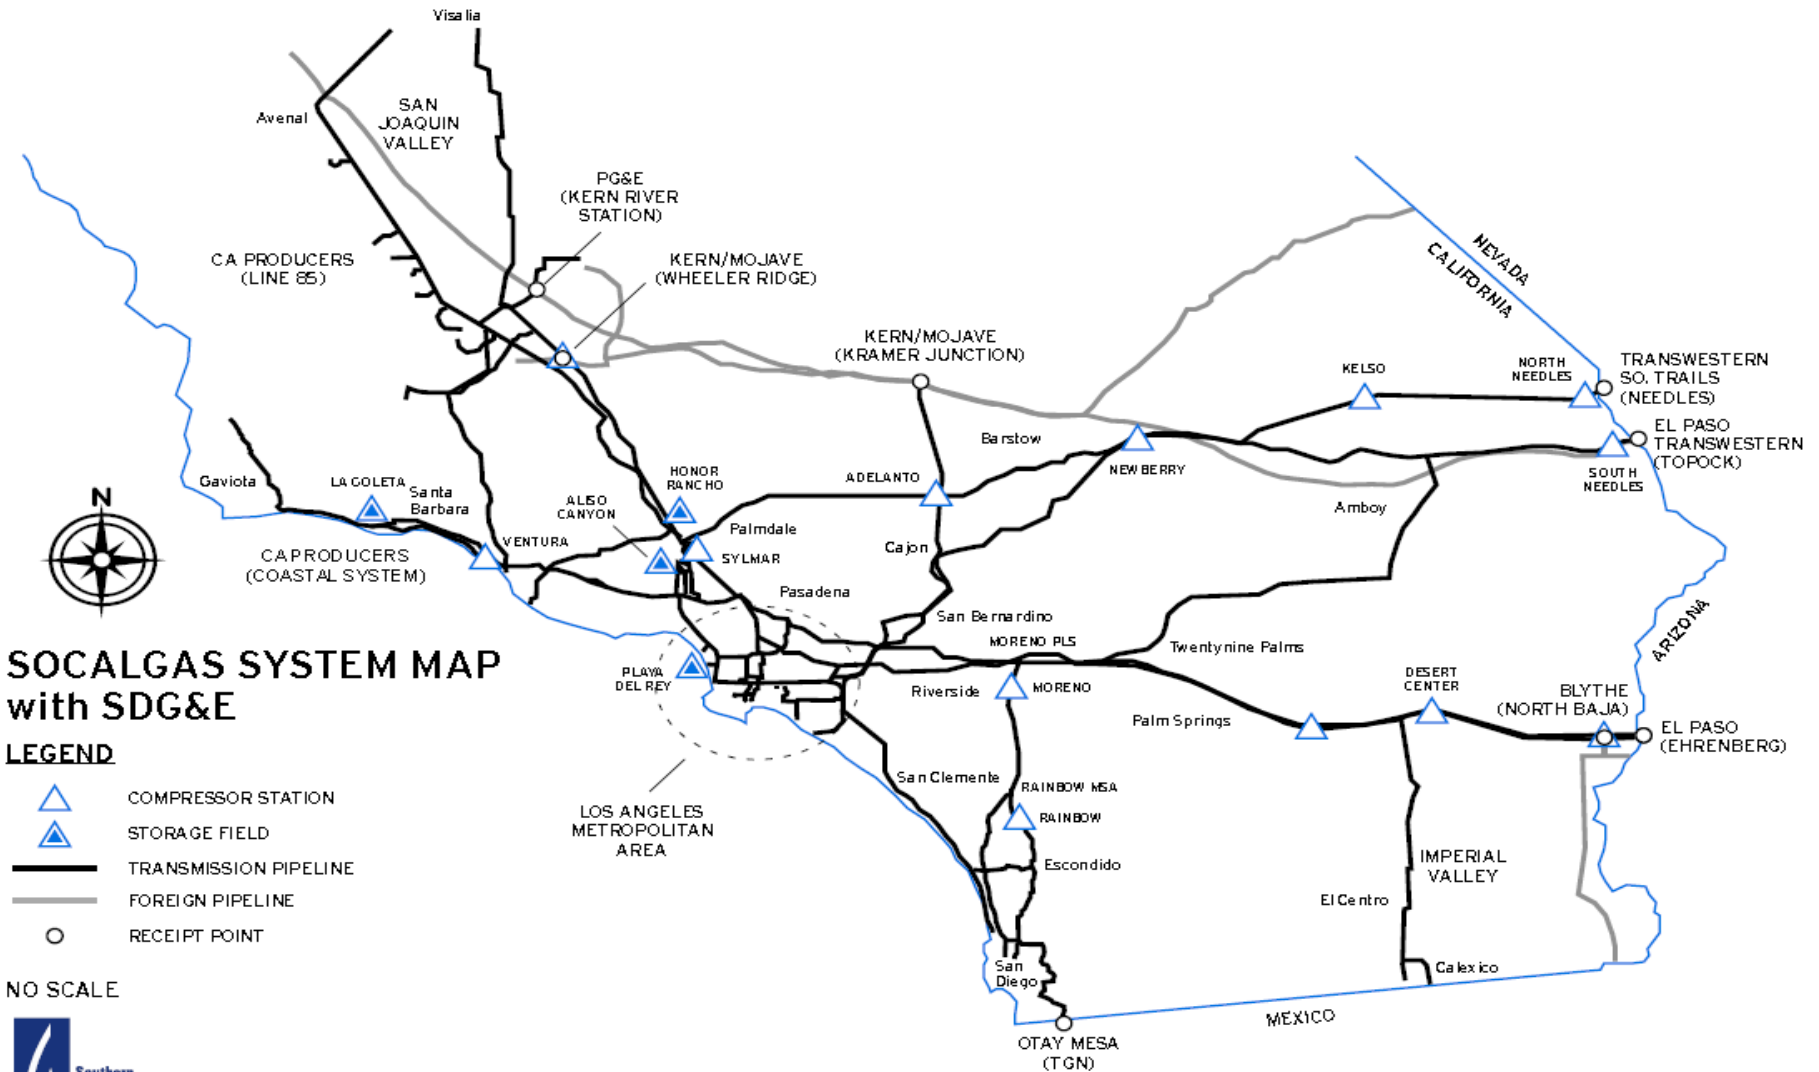 Visalia
SAN
JOAQUIN
VALLEY
Avenal
PG&E
(KERN RIVER
STATION)
CA PRODUCERS
(LINE 85)
KERN/MOJAVE
(WHEELER RIDGE)
NEVADA
CALIFORNIA
KERN/MOJAVE
(KRAMER JUNCTION)
KELSO
NORTH
NEEDLES
TRANSWESTERN
SO. TRAILS
(NEEDLES)
EL PASO
TRANSWESTERN
(TOPOCK)
Barstow
NEWBERRY
SOUTH
NEEDLES
Gaviota
LA GOLETA
Santa
Barbara
HONOR
RANCHO
ADELANTO
ALISO
CANYON
Amboy
N
Palmdale
VENTURA
SYLMAR
Cajon
CA PRODUCERS
(COASTAL SYSTEM)
Pasadena
San Bernardino
ARIZONA
MORENO PLS
Twentynine Palms
SOCALGAS SYSTEM MAP
with SDG&E
PLAYA
DEL REY
Riverside
MORENO
DESERT
CENTER
BLYTHE
(NORTH BAJA)
Palm Springs
EL PASO
(EHRENBERG)
LEGEND
San Clemente
RAINBOW MSA
COMPRESSOR STATION
LOS ANGELES
METROPOLITAN
AREA
RAINBOW
STORAGE FIELD
TRANSMISSION PIPELINE
Escondido
IMPERIAL
VALLEY
FOREIGN PIPELINE
El Centro
RECEIPT POINT
San
Diego
Calexico
NO SCALE
MEXICO
OTAY MESA
(TGN)
Southern